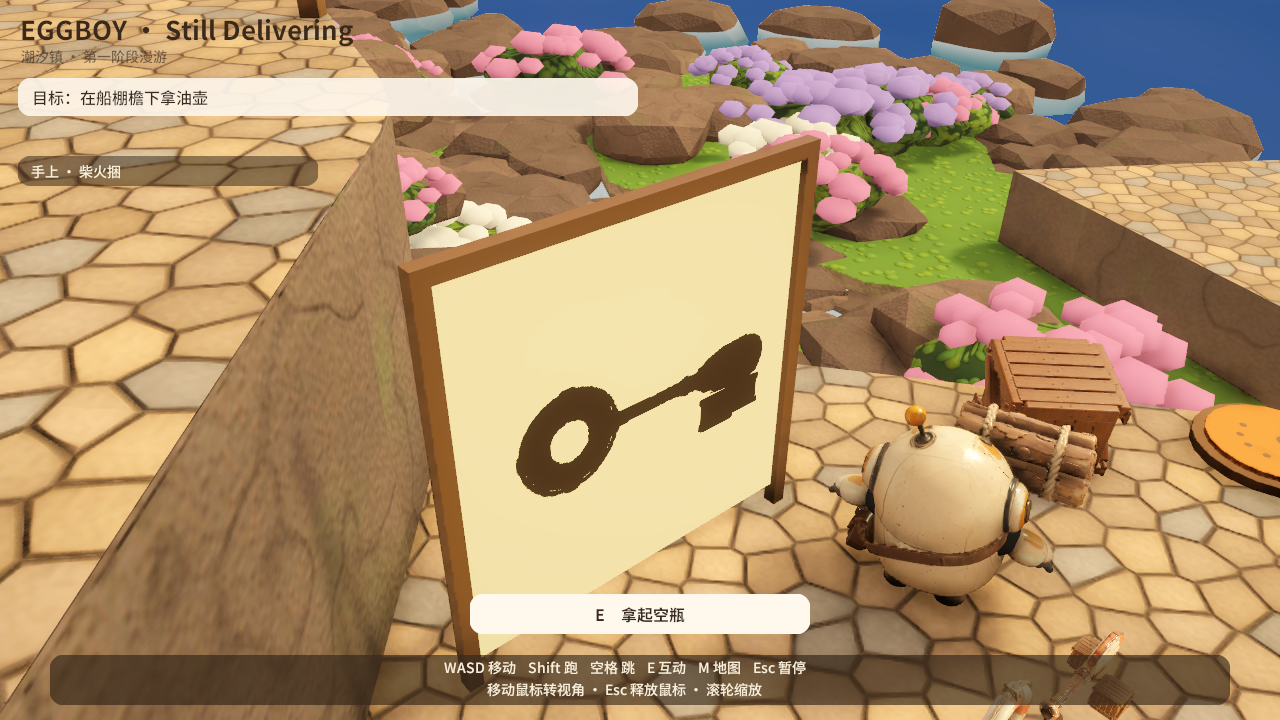 EGGBOY · Still Delivering
潮汐镇 · 第一阶段漫游
目标：在船棚檐下拿油壶
手上 · 柴火捆
E 拿起空瓶
WASD 移动 Shift 跑 空格 跳 E 互动 M 地图 Esc 暂停
移动鼠标转视角 · Esc 释放鼠标 · 滚轮缩放